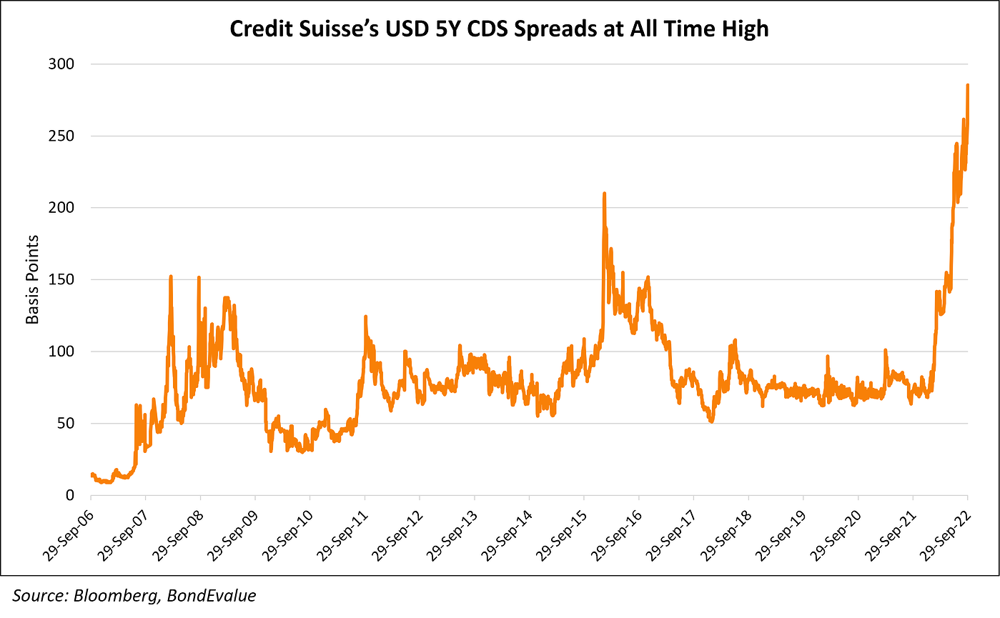 Credit Suisse’s USD 5Y CDS Spreads at All Time High
300
250
200
150
100
50
0
Basis Points
29-Sep-06
29-Sep-07
29-Sep-08
29-Sep-09
29-Sep-10
29-Sep-11
29-Sep-12
29-Sep-13
29-Sep-14
29-Sep-15
29-Sep-16
29-Sep-17
29-Sep-18
29-Sep-19
29-Sep-20
29-Sep-21
29-Sep-22
Source: Bloomberg, BondEvalue